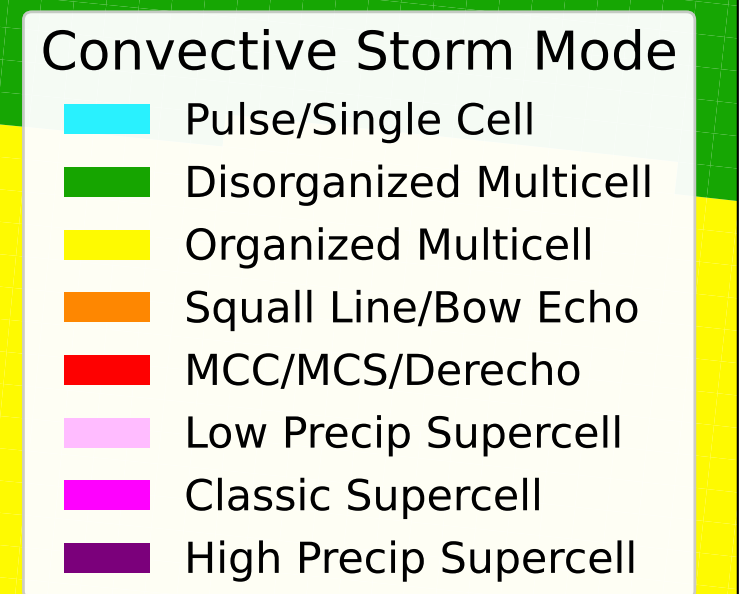 Convective Storm Mode
Pulse/Single Cell
Disorganized Multicell
Organized Multicell
Squall Line/Bow Echo
MCC/MCS/Derecho
Low Precip Supercell
Classic Supercell
High Precip Supercell